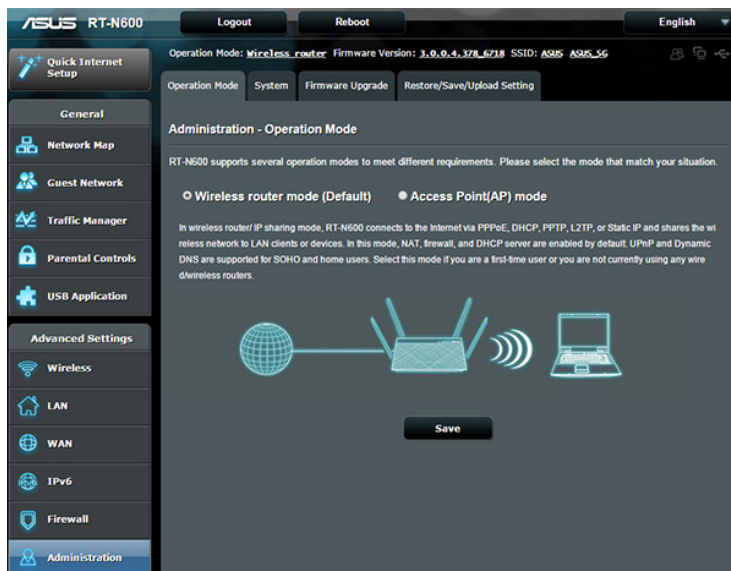 ASUS RT-N600
Logout
Reboot
English
Quick Internet
Setup
Operation Mode: Wireless router Firmware Version: 3.0.0.4.378_6718 SSID: ASUS ASUS_5G
Operation Mode
System
Firmware Upgrade
Restore/Save/Upload Setting
General
Network Map
Guest Network
Traffic Manager
Parental Controls
USB Application
Advanced Settings
Wireless
LAN
WAN
IPv6
Firewall
Administration
Administration - Operation Mode
RT-N600 supports several operation modes to meet different requirements. Please select the mode that match your situation.
Wireless router mode (Default)
Access Point(AP) mode
In wireless router/ IP sharing mode, RT-N600 connects to the Internet via PPPoE, DHCP, PPTP, L2TP, or Static IP and shares the wi
reless network to LAN clients or devices. In this mode, NAT, firewall, and DHCP server are enabled by default. UPnP and Dynamic
DNS are supported for SOHO and home users. Select this mode if you are a first-time user or you are not currently using any wire
d/wireless routers.
Save